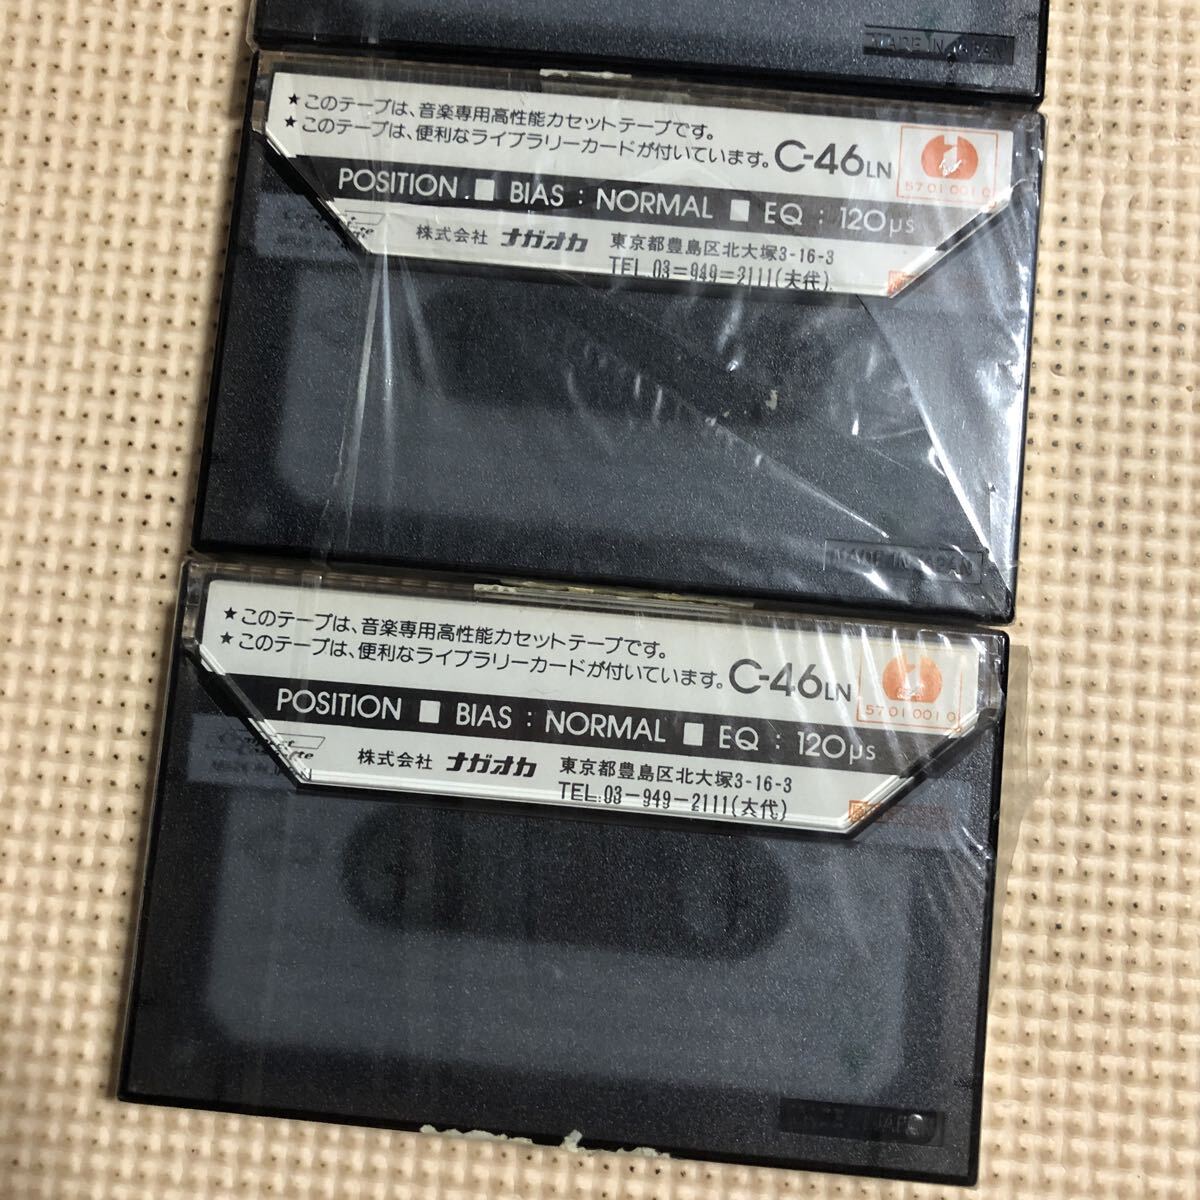 MADE IN JAPAN
★このテープは、音楽専用高性能カセットテープです。
★このテープは、便利なライブラリーカードが付いています。 C-46LN
5701 001 0
POSITION ■ BIAS : NORMAL ■ EQ : 120μs
株式会社 ナガオカ 東京都豊島区北大塚3-16-3
TEL 03-949-2111(大代)
MADE IN JAPAN
★このテープは、音楽専用高性能カセットテープです。
★このテープは、便利なライブラリーカードが付いています。 C-46LN
5701 001 0
POSITION ■ BIAS : NORMAL ■ EQ : 120μs
株式会社 ナガオカ 東京都豊島区北大塚3-16-3
TEL.03-949-2111(大代)